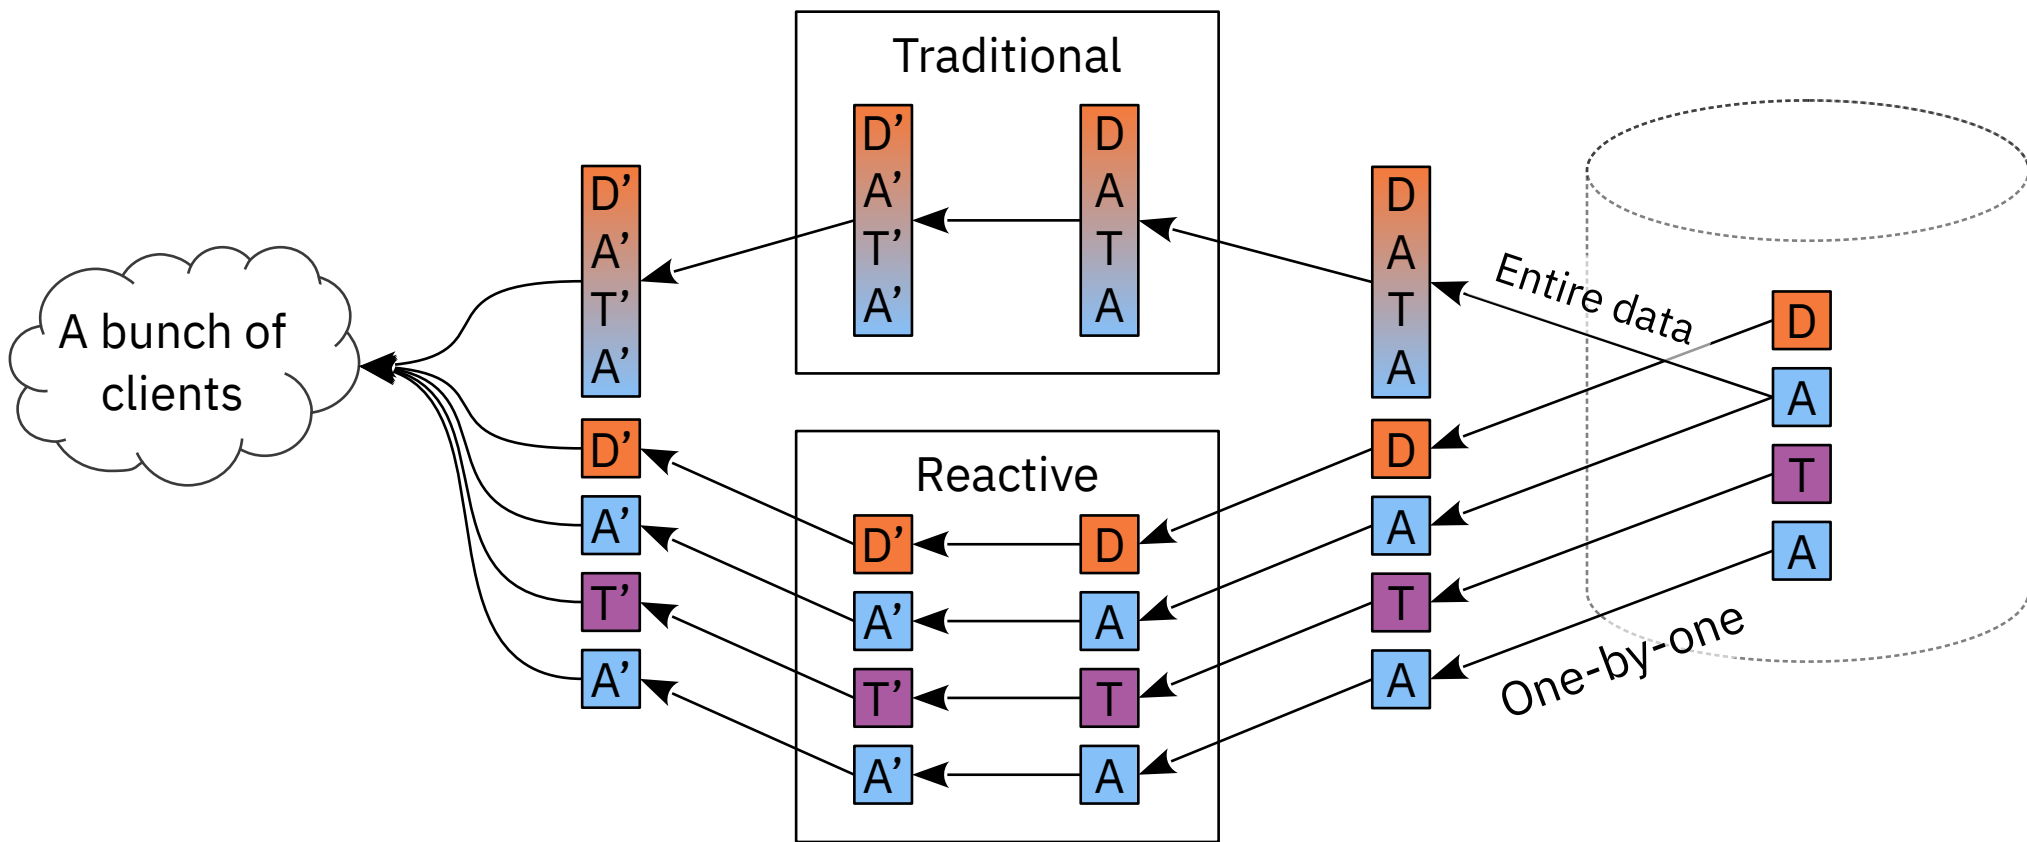 Traditional
D’
A’
T’
A’
D
A
T
A
D’
A’
T’
A’
D
A
T
A
Entire data
D
A
T
A
A bunch of
clients
D’
A’
T’
A’
Reactive
D’
A’
T’
A’
D
A
T
A
D
A
T
A
One-by-one